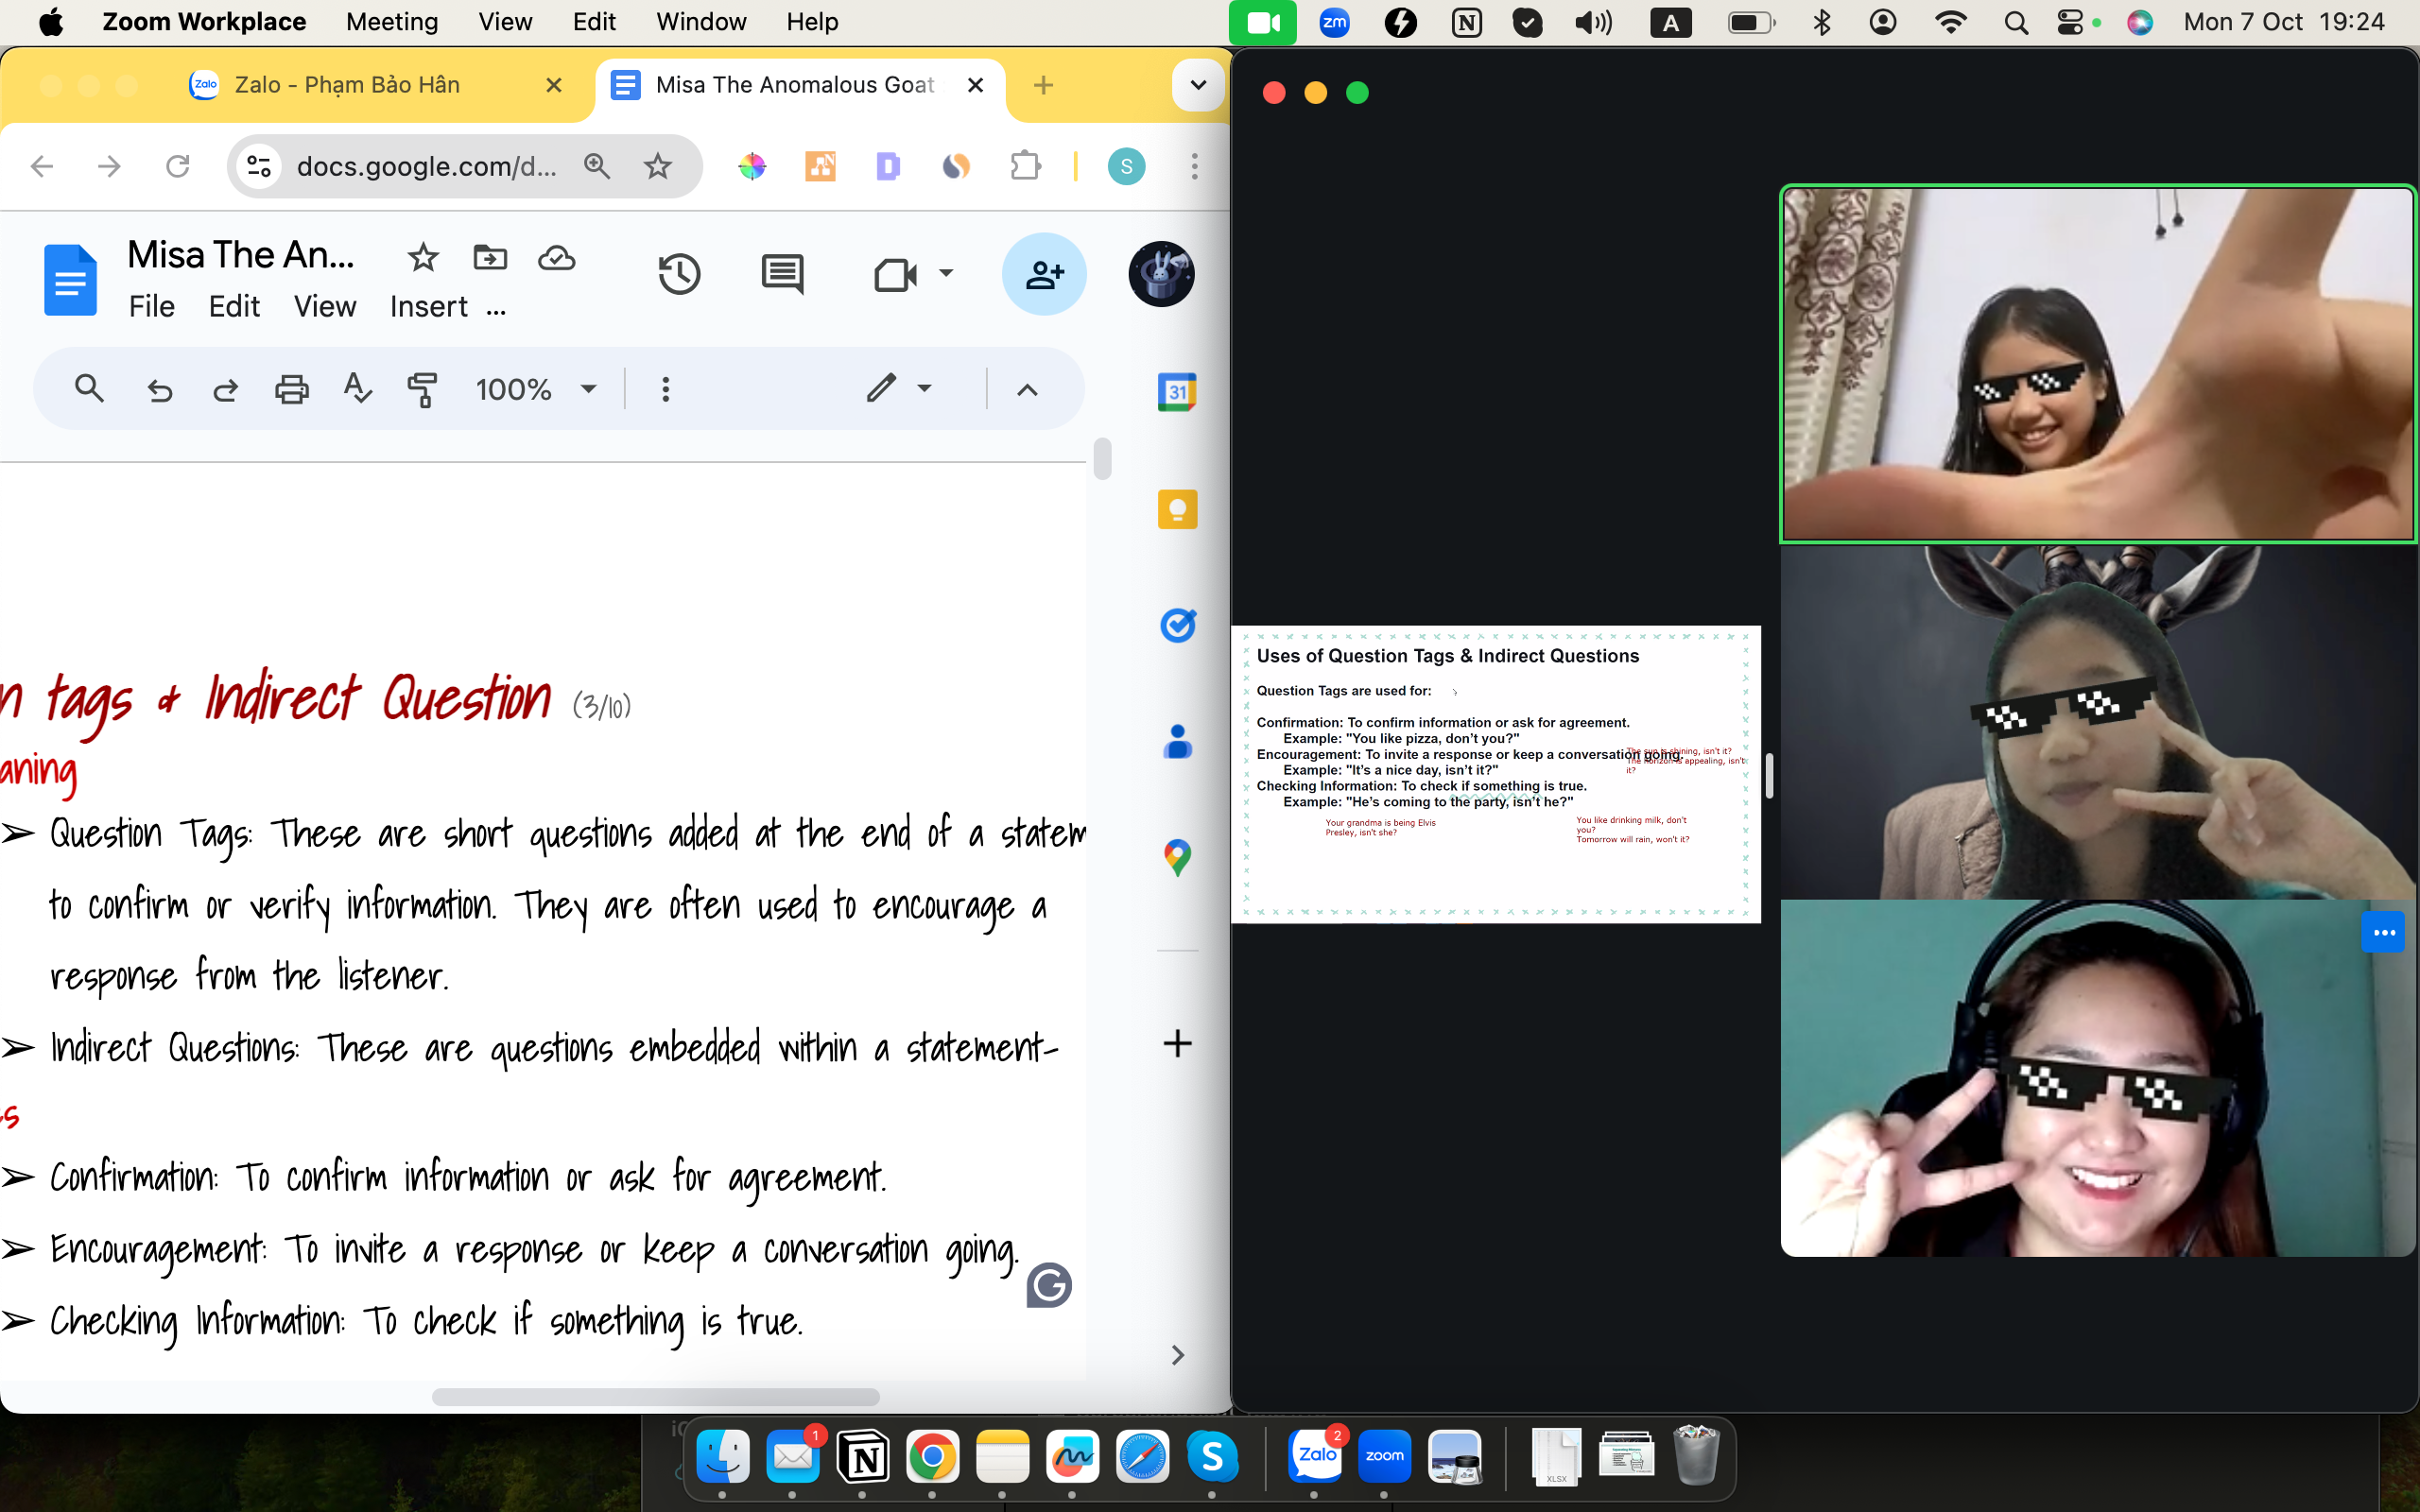 Zoom Workplace Meeting View Edit Window Help
zm N A Mon 7 Oct 19:24
Zalo Zalo - Phạm Bảo Hân
Misa The Anomalous Goat
docs.google.com/d... N D S
Misa The An...
File Edit View Insert ...
100%
31
n tags & Indirect Question (3/10)
aning
➢ Question Tags: These are short questions added at the end of a statem
to confirm or verify information. They are often used to encourage a
response from the listener.
➢ Indirect Questions: These are questions embedded within a statement-
es
➢ Confirmation: To confirm information or ask for agreement.
➢ Encouragement: To invite a response or keep a conversation going.
➢ Checking Information: To check if something is true.
Uses of Question Tags & Indirect Questions
Question Tags are used for:
Confirmation: To confirm information or ask for agreement.
Example: "You like pizza, don't you?"
Encouragement: To invite a response or keep a conversation going.
Example: "It's a nice day, isn't it?"
Checking Information: To check if something is true.
Example: "He's coming to the party, isn't he?"
The sun is shining, isn't it?
The horizon is appealing, isn't
it?
Your grandma is being Elvis
Presley, isn't she?
You like drinking milk, don't
you?
Tomorrow will rain, won't it?
1 N S Zalo 2 zoom XLSX